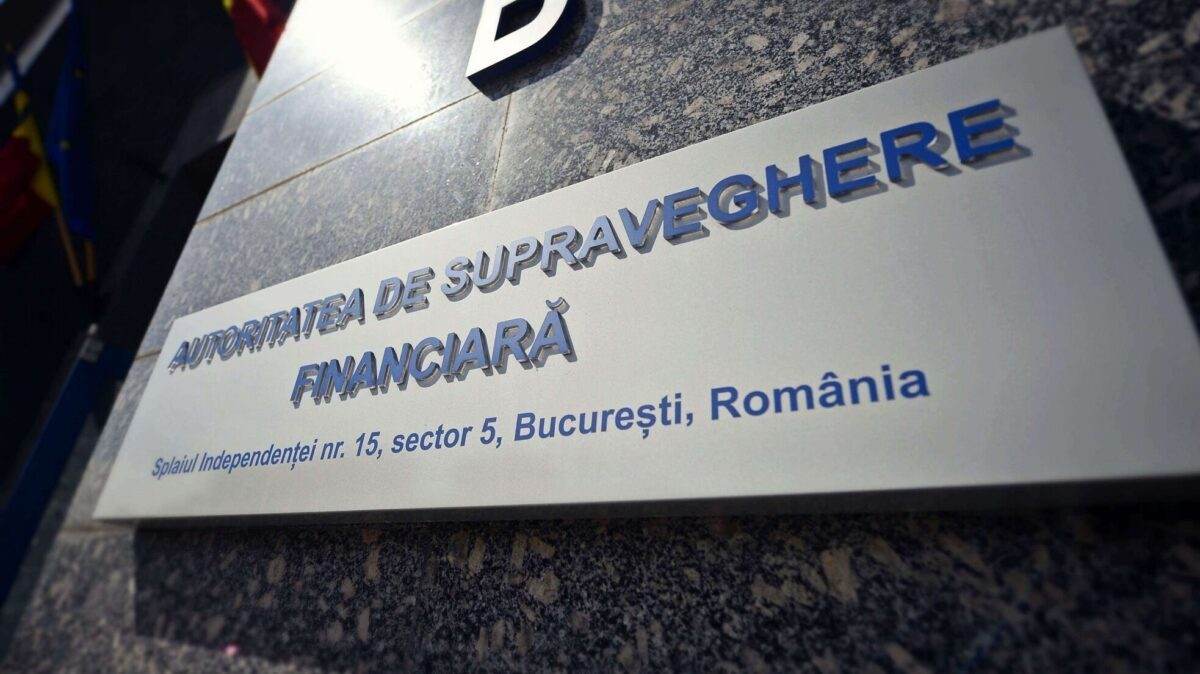 AUTORITATEA DE SUPRAVEGHERE
FINANCIARĂ
Splaiul Independenței nr. 15, sector 5, București, România